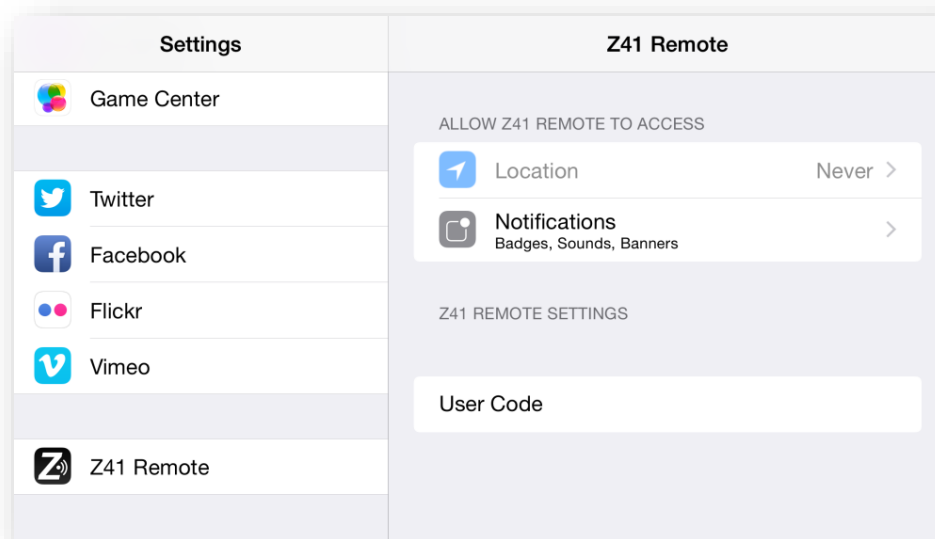 Settings
Game Center
Twitter
Facebook
Flickr
Vimeo
Z41 Remote
Z41 Remote
ALLOW Z41 REMOTE TO ACCESS
Location Never
Notifications
Badges, Sounds, Banners
Z41 REMOTE SETTINGS
User Code